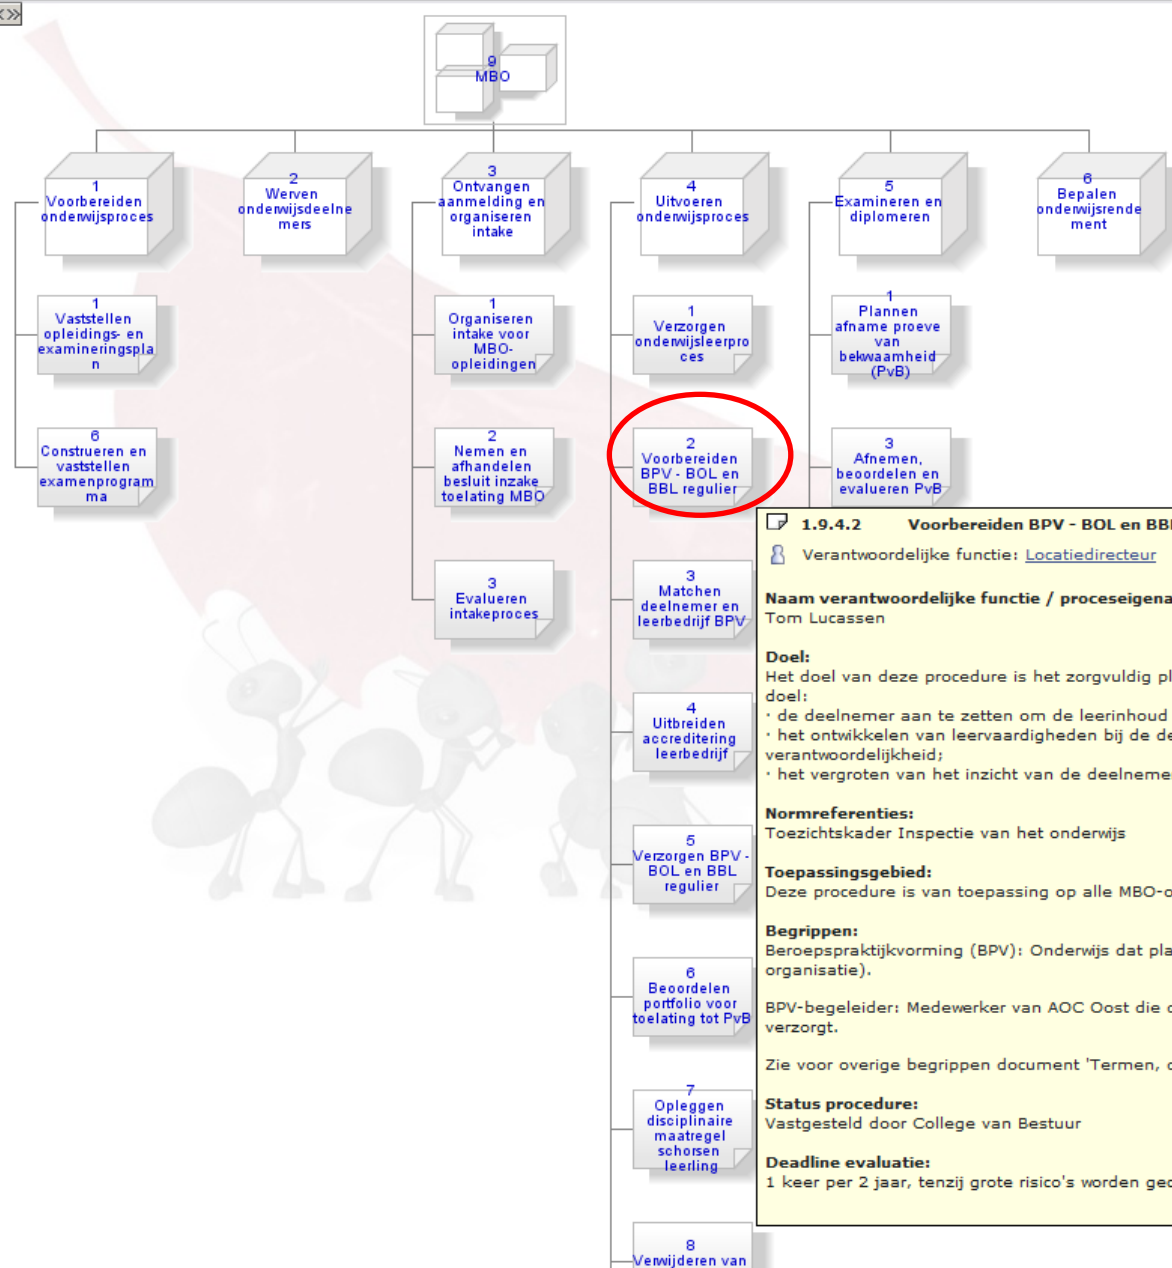 9
MBO
1
Voorbereiden
onderwijsproces
2
Werven
onderwijsdeelne
mers
3
Ontvangen
aanmelding en
organiseren
intake
4
Uitvoeren
onderwijsproces
5
Examineren en
diplomeren
6
Bepalen
onderwijsrende
ment
1
Vaststellen
opleidings- en
examineringspla
n
1
Organiseren
intake voor
MBO-
opleidingen
1
Verzorgen
onderwijsleerpro
ces
1
Plannen
afname proeve
van
bekwaamheid
(PvB)
6
Construeren en
vaststellen
examenprogram
ma
2
Nemen en
afhandelen
besluit inzake
toelating MBO
2
Voorbereiden
BPV - BOL en
BBL regulier
3
Afnemen,
beoordelen en
evalueren PvB
3
Evalueren
intakeproces
3
Matchen
deelnemer en
leerbedrijf BPV
4
Uitbreiden
accreditering
leerbedrijf
5
Verzorgen BPV -
BOL en BBL
regulier
6
Beoordelen
portfolio voor
toelating tot PvB
7
Opleggen
disciplinaire
maatregel
schorsen
leerling
8
Verwijderen van
1.9.4.2 Voorbereiden BPV - BOL en BB
Verantwoordelijke functie: Locatiedirecteur
Naam verantwoordelijke functie / proceseigena
Tom Lucassen
Doel:
Het doel van deze procedure is het zorgvuldig pl
doel:
· de deelnemer aan te zetten om de leerinhoud
· het ontwikkelen van leervaardigheden bij de de
verantwoordelijkheid;
· het vergroten van het inzicht van de deelneme
Normreferenties:
Toezichtskader Inspectie van het onderwijs
Toepassingsgebied:
Deze procedure is van toepassing op alle MBO-o
Begrippen:
Beroepspraktijkvorming (BPV): Onderwijs dat pla
organisatie).
BPV-begeleider: Medewerker van AOC Oost die d
verzorgt.
Zie voor overige begrippen document 'Termen, d
Status procedure:
Vastgesteld door College van Bestuur
Deadline evaluatie:
1 keer per 2 jaar, tenzij grote risico's worden ged